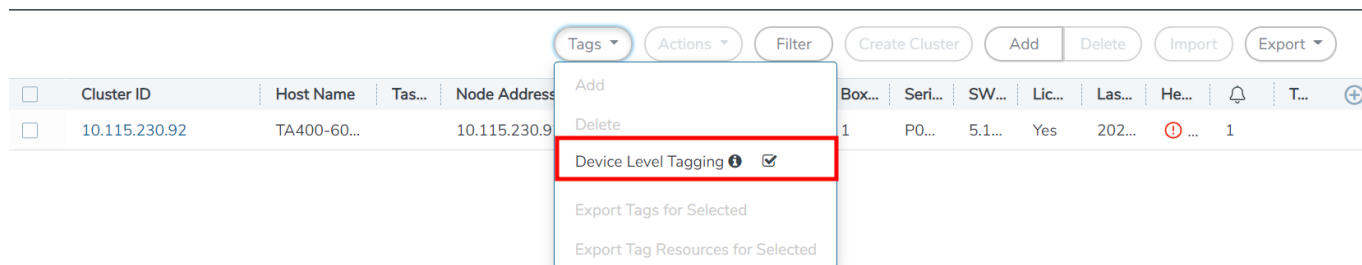 Tags Actions Filter Create Cluster Add Delete Import Export
Cluster ID Host Name Tas... Node Address Box... Seri... SW... Lic... Las... He... T...
10.115.230.92 TA400-60... 10.115.230.9 1 P0... 5.1... Yes 202... ... 1
Add
Delete
Device Level Tagging
Export Tags for Selected
Export Tag Resources for Selected